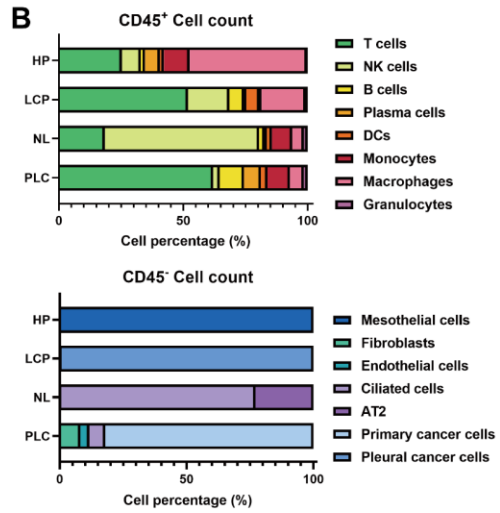 B
CD45⁺ Cell count
HP
LCP
NL
PLC
0
50
100
Cell percentage (%)
T cells
NK cells
B cells
Plasma cells
DCs
Monocytes
Macrophages
Granulocytes
CD45⁻ Cell count
HP
LCP
NL
PLC
0
50
100
Cell percentage (%)
Mesothelial cells
Fibroblasts
Endothelial cells
Ciliated cells
AT2
Primary cancer cells
Pleural cancer cells